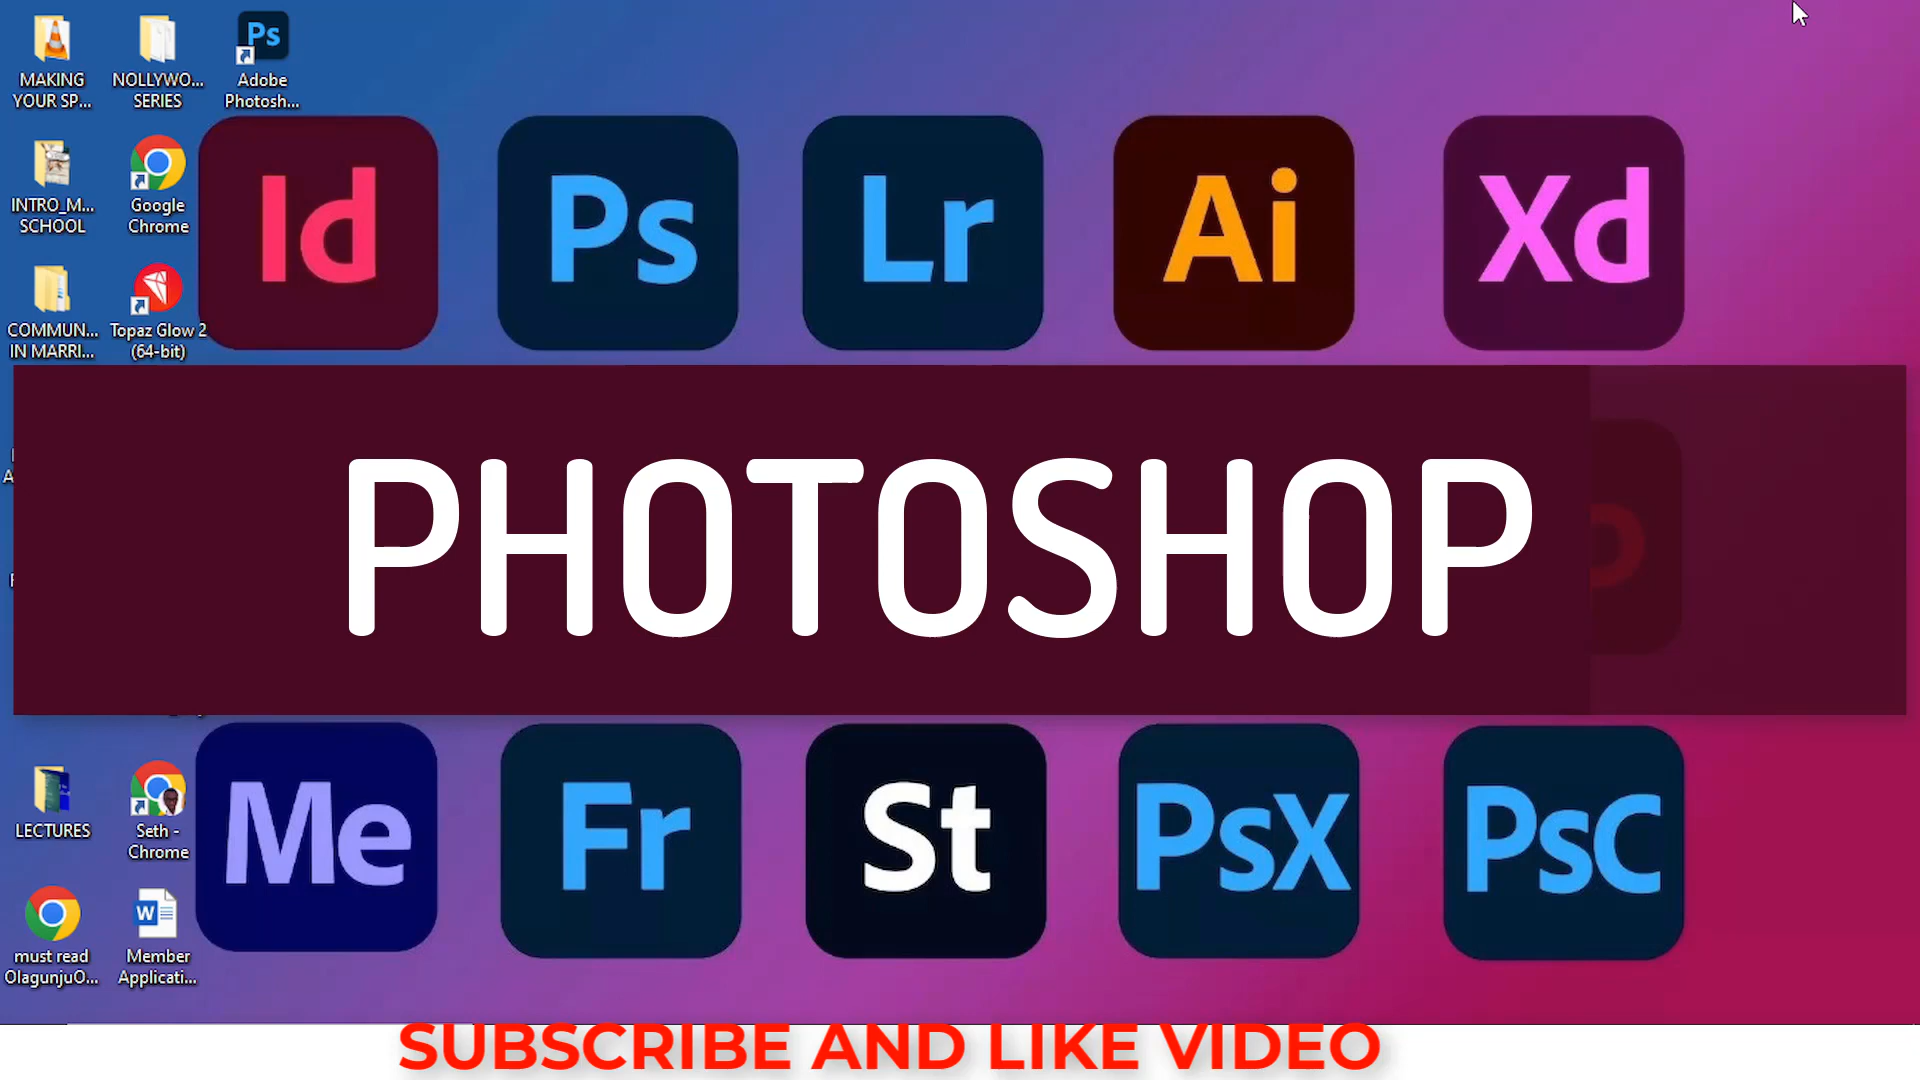 MAKING
YOUR SP...
NOLLYWO...
SERIES
Ps
Adobe
Photosh...
INTRO_M...
SCHOOL
Google
Chrome
Id
Ps
Lr
Ai
Xd
COMMUN...
IN MARRI...
Topaz Glow 2
(64-bit)
PHOTOSHOP
LECTURES
Seth -
Chrome
Me
Fr
St
PsX
PsC
must read
OlagunjuO...
W
Member
Applicati...
SUBSCRIBE AND LIKE VIDEO